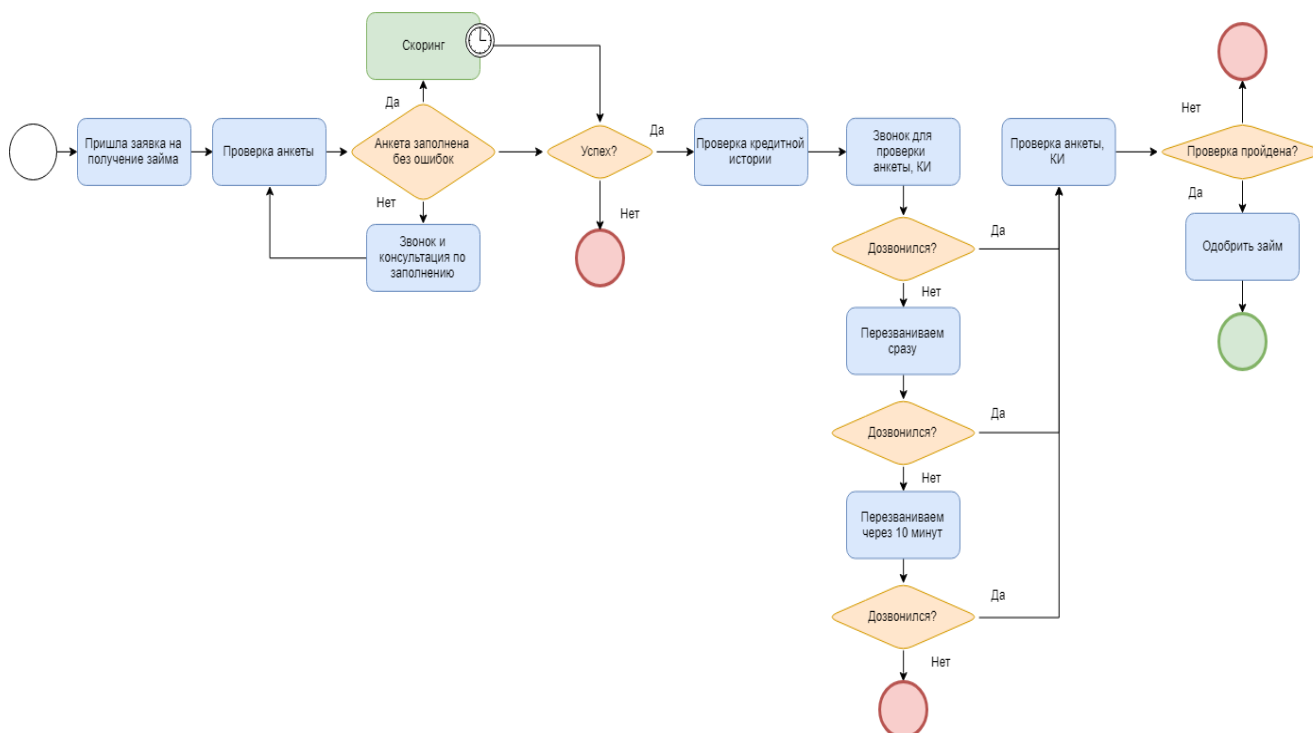 Пришла заявка на
получение займа
Проверка анкеты
Анкета заполнена
без ошибок
Да
Скоринг
Нет
Звонок и
консультация по
заполнению
Успех?
Да
Нет
Проверка кредитной
истории
Звонок для
проверки
анкеты, КИ
Дозвонился?
Да
Нет
Перезваниваем
сразу
Дозвонился?
Да
Нет
Перезваниваем
через 10 минут
Дозвонился?
Да
Нет
Проверка анкеты,
КИ
Проверка пройдена?
Нет
Да
Одобрить займ